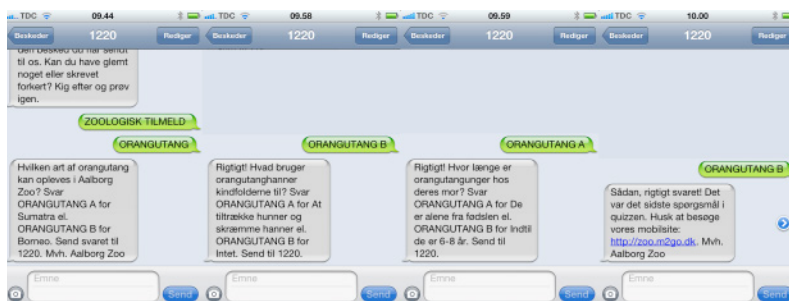 TDC 09.44
Beskeder 1220 Rediger
den besked du har sendt
til os. Kan du have glemt
noget eller skrevet
forkert? Kig efter og prøv
igen.
ZOOLOGISK TILMELD
ORANGUTANG
Hvilken art af orangutang
kan opleves i Aalborg
Zoo? Svar
ORANGUTANG A for
Sumatra el.
ORANGUTANG B for
Borneo. Send svaret til
1220. Mvh. Aalborg Zoo
Emne
Send
TDC 09.58
Beskeder 1220 Rediger
ORANGUTANG B
Rigtigt! Hvad bruger
orangutanghanner
kindfolderne til? Svar
ORANGUTANG A for At
tiltrække hunner og
skræmme hanner el.
ORANGUTANG B for
Intet. Send til 1220.
Emne
Send
TDC 09.59
Beskeder 1220 Rediger
ORANGUTANG A
Rigtigt! Hvor længe er
orangutangunger hos
deres mor? Svar
ORANGUTANG A for De
er alene fra fødslen el.
ORANGUTANG B for Indtil
de er 6-8 år. Send til
1220.
Emne
Send
TDC 10.00
Beskeder 1220 Rediger
ORANGUTANG B
Sådan, rigtigt svaret! Det
var det sidste spørgsmål i
quizzen. Husk at besøge
vores mobilsite:
http://zoo.m2go.dk. Mvh.
Aalborg Zoo
Emne
Send